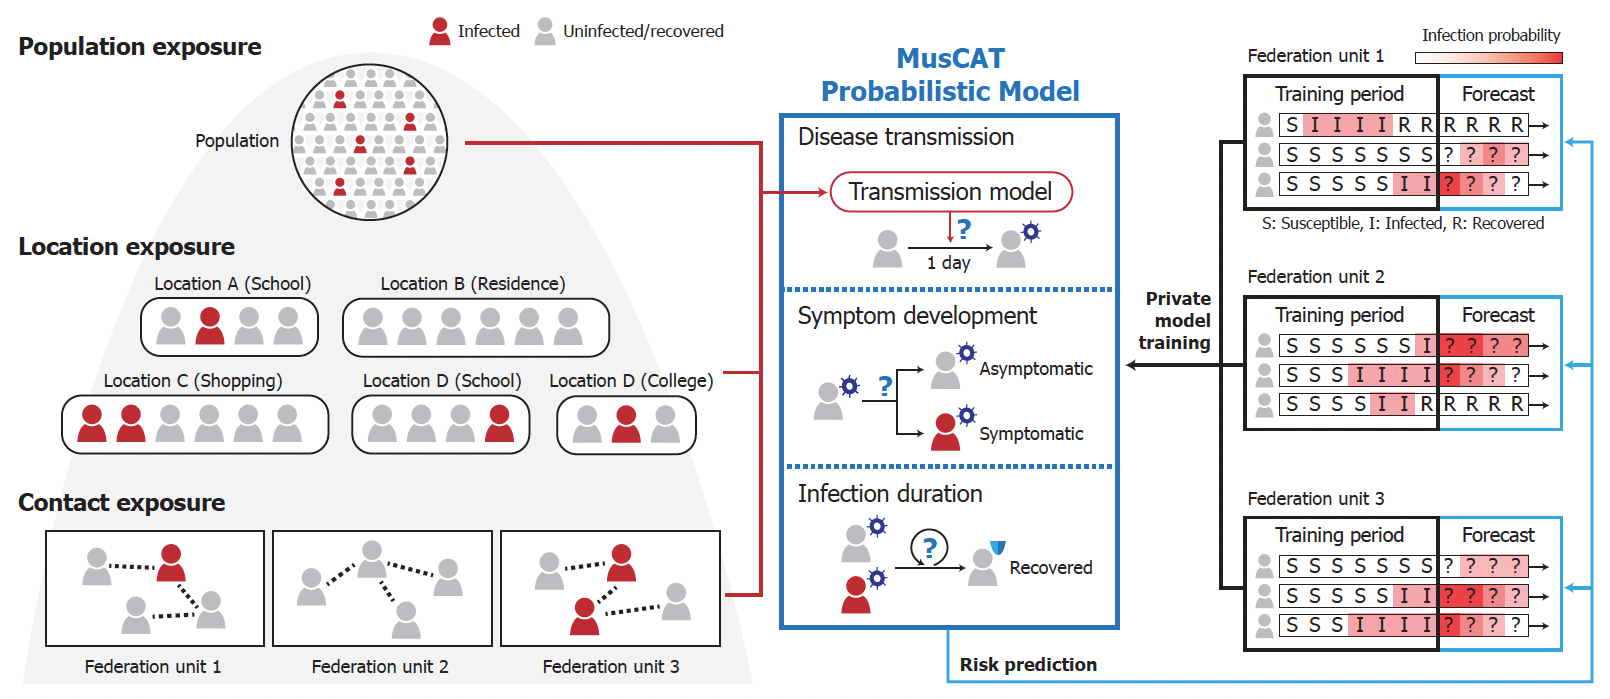 Infected
Uninfected/recovered
Population exposure
Population
Location exposure
Location A (School)
Location B (Residence)
Location C (Shopping)
Location D (School)
Location D (College)
Contact exposure
Federation unit 1
Federation unit 2
Federation unit 3
MusCAT
Probabilistic Model
Disease transmission
Transmission model
?
1 day
Symptom development
?
Asymptomatic
Symptomatic
Infection duration
?
Recovered
Risk prediction
Private
model
training
Infection probability
Federation unit 1
Training period
Forecast
S I I I I R R R R R R
S S S S S S S ? ? ? ?
S S S S S I I ? ? ? ?
S: Susceptible, I: Infected, R: Recovered
Federation unit 2
Training period
Forecast
S S S S S S I ? ? ? ?
S S S I I I I ? ? ? ?
S S S S I I R R R R R
Federation unit 3
Training period
Forecast
S S S S S S S ? ? ? ?
S S S S S I I ? ? ? ?
S S S I I I I ? ? ? ?